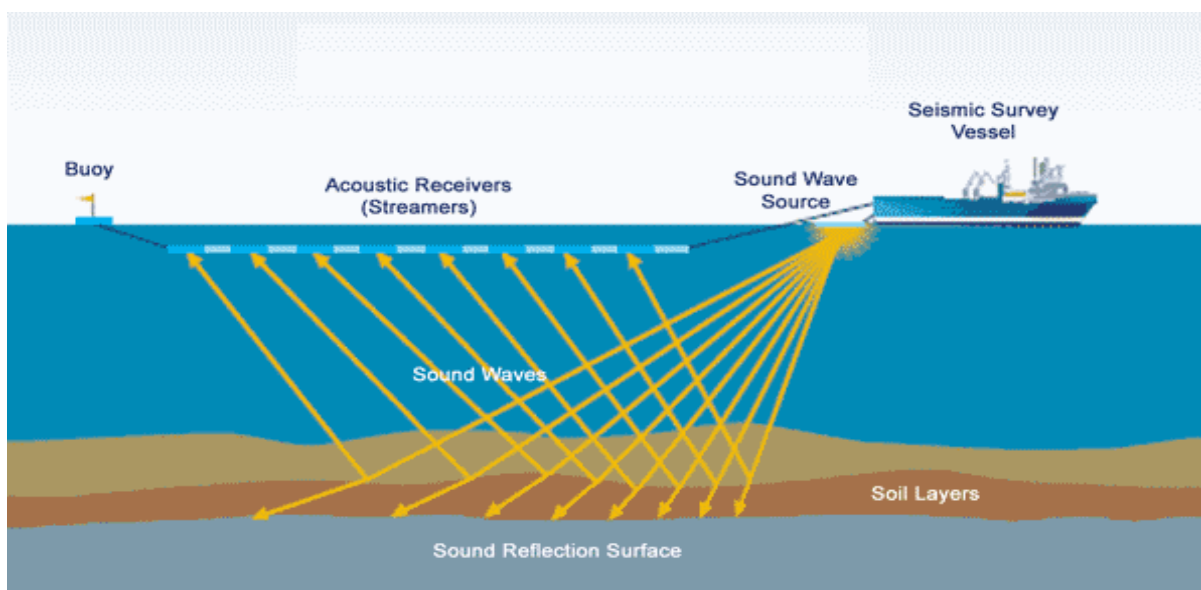 Seismic Survey
Vessel
Buoy
Acoustic Receivers
(Streamers)
Sound Wave
Source
Sound Waves
Soil Layers
Sound Reflection Surface